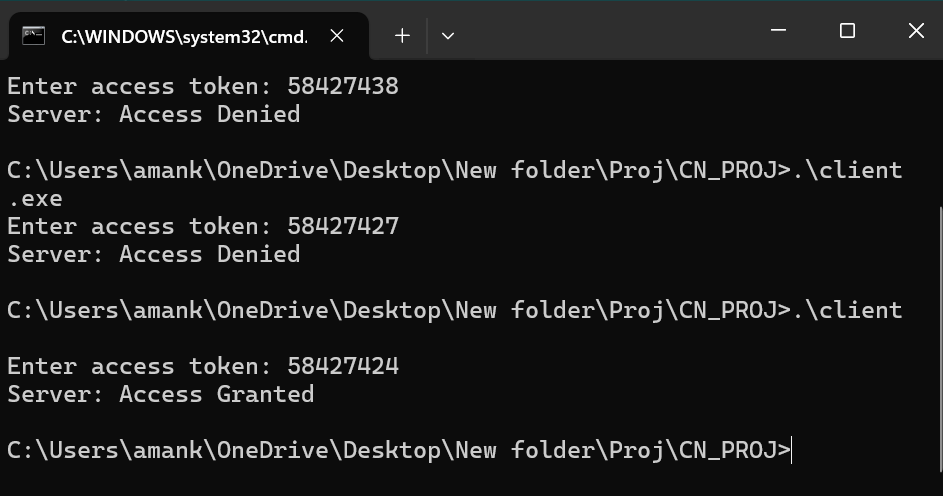 C:\WINDOWS\system32\cmd.
Enter access token: 58427438
Server: Access Denied
C:\Users\amank\OneDrive\Desktop\New folder\Proj\CN_PROJ>.\client
.exe
Enter access token: 58427427
Server: Access Denied
C:\Users\amank\OneDrive\Desktop\New folder\Proj\CN_PROJ>.\client
Enter access token: 58427424
Server: Access Granted
C:\Users\amank\OneDrive\Desktop\New folder\Proj\CN_PROJ>